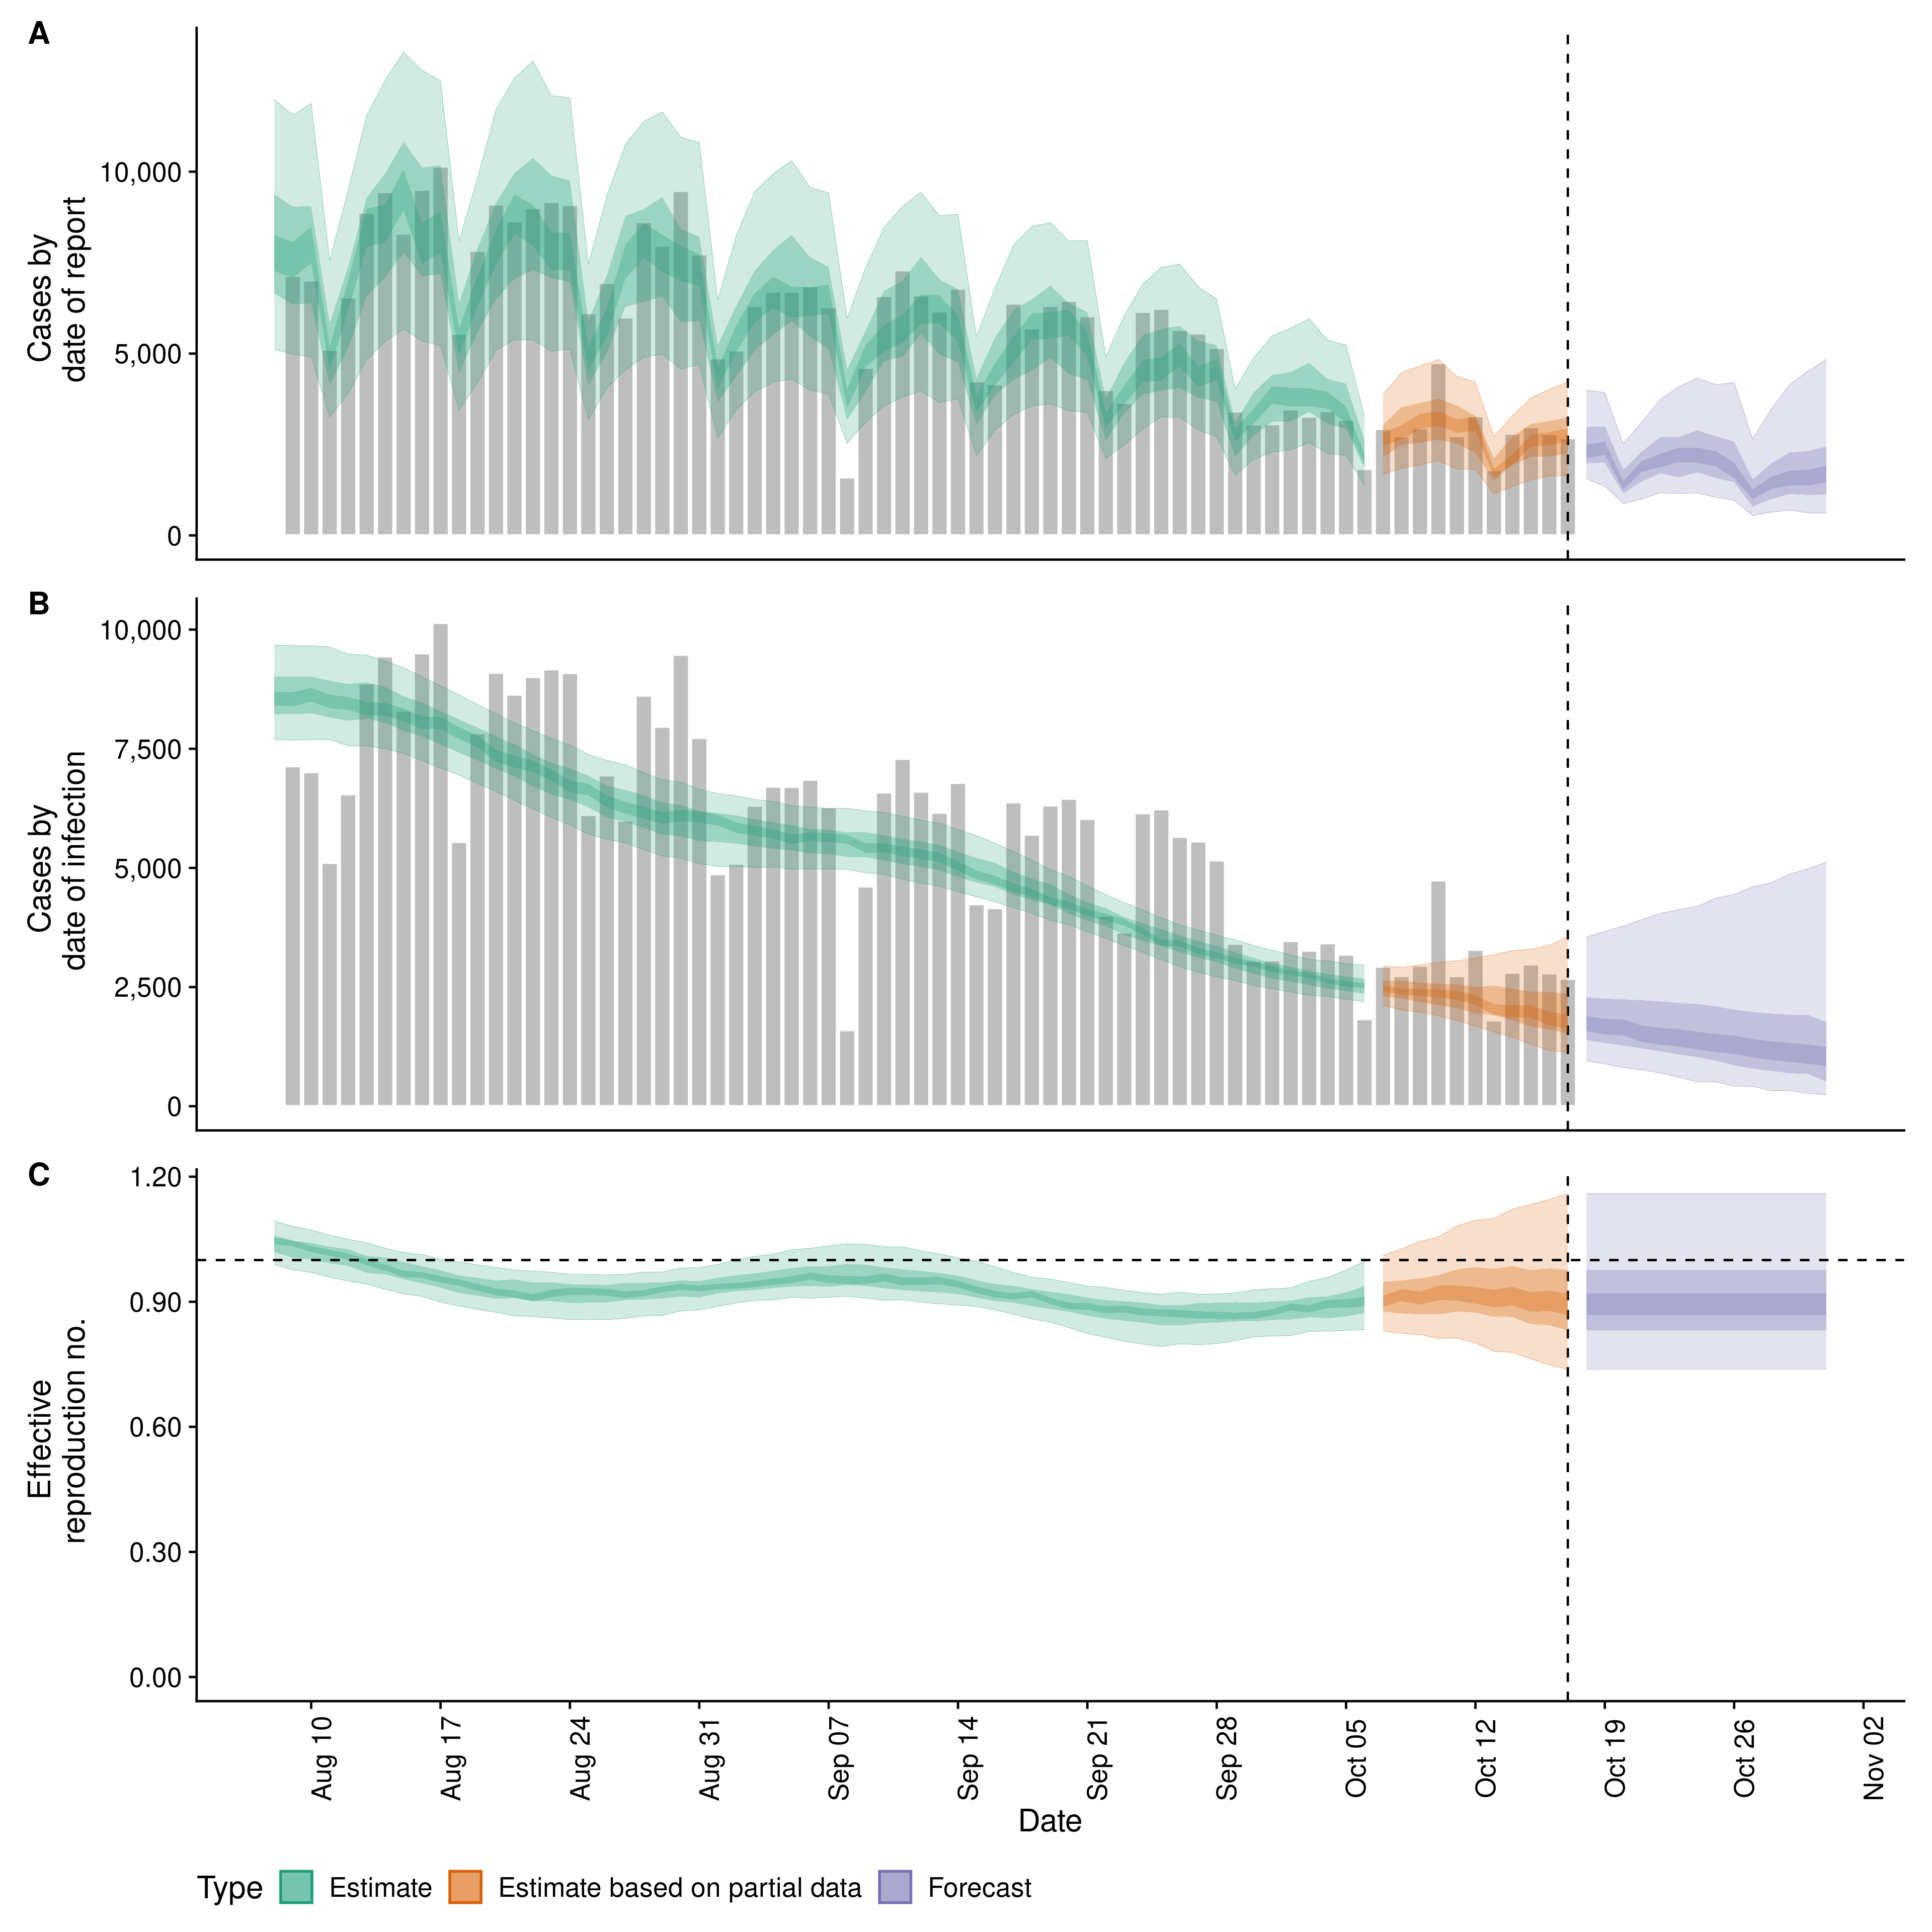 A
Cases by
date of report
10,000
5,000
0
B
Cases by
date of infection
10,000
7,500
5,000
2,500
0
C
Effective
reproduction no.
1.20
0.90
0.60
0.30
0.00
Aug 10
Aug 17
Aug 24
Aug 31
Sep 07
Sep 14
Sep 21
Sep 28
Oct 05
Oct 12
Oct 19
Oct 26
Nov 02
Date
Type Estimate Estimate based on partial data Forecast